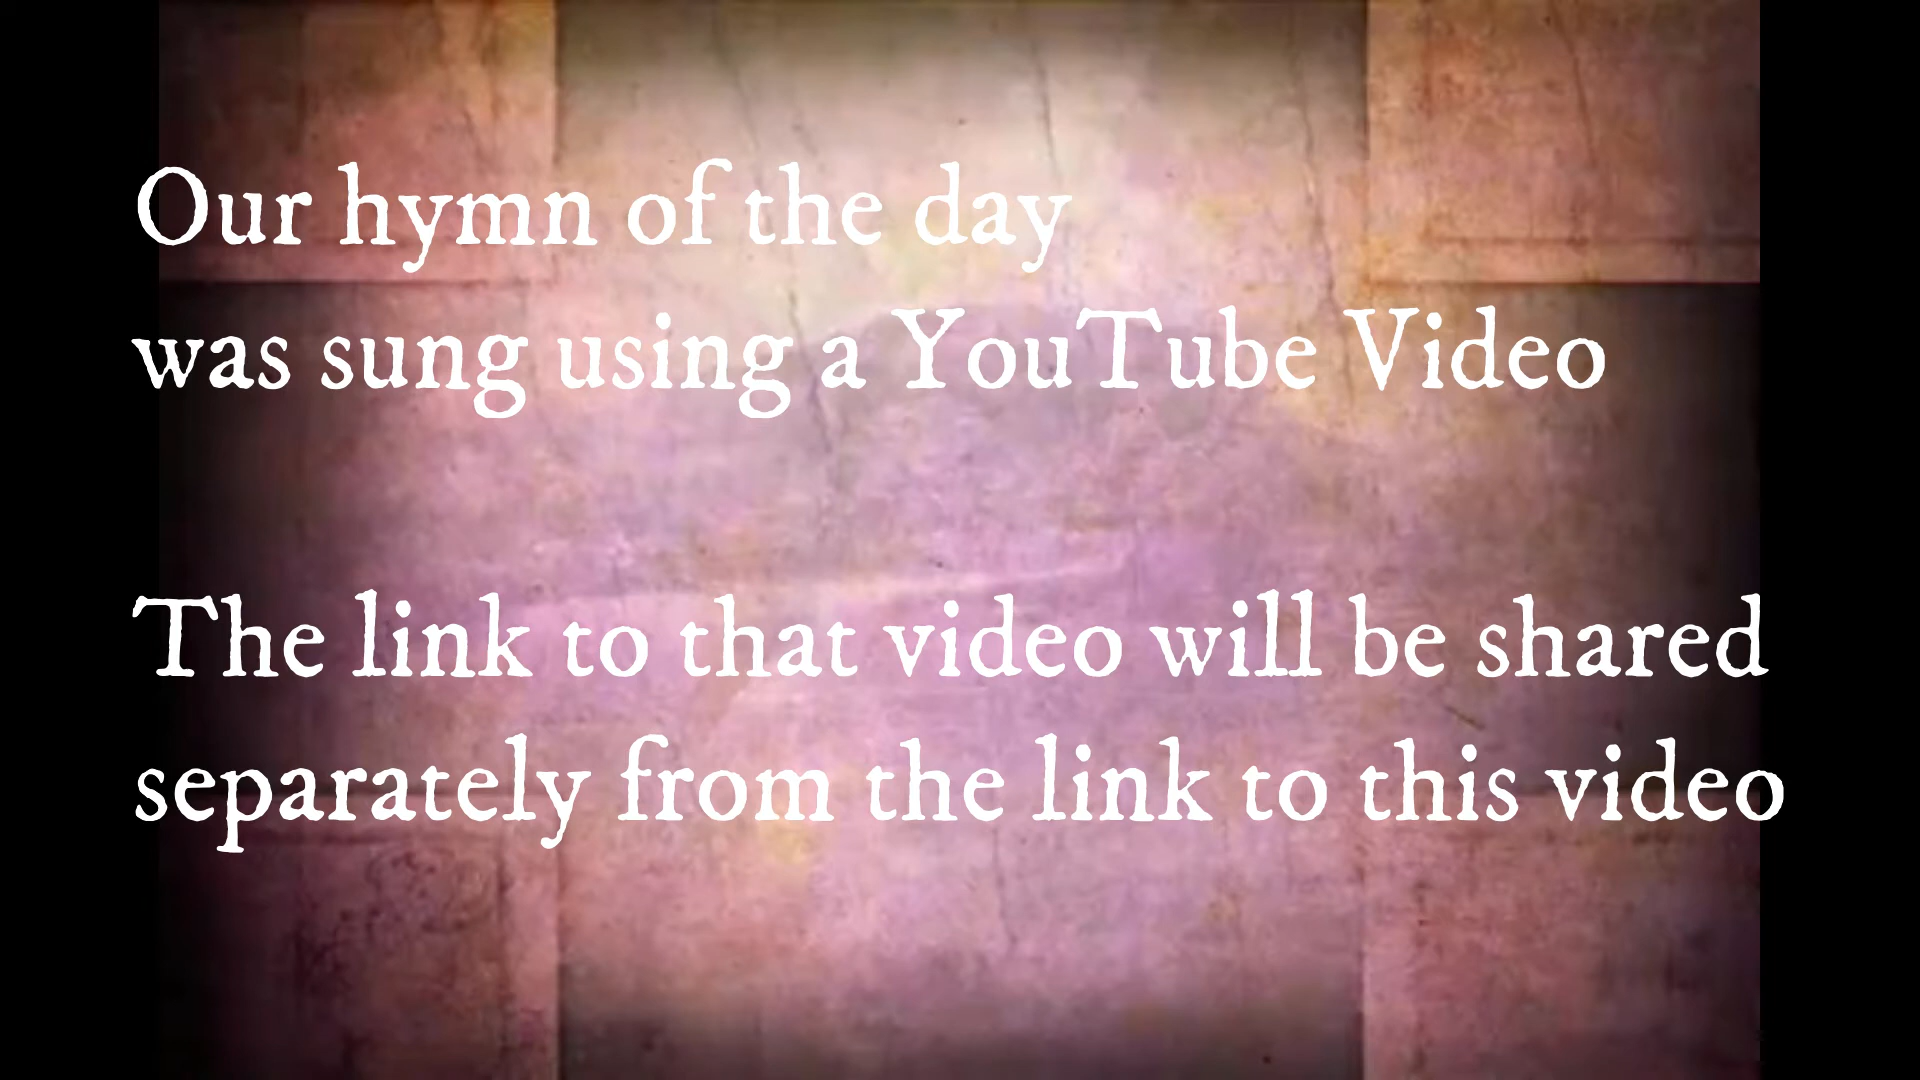 Our hymn of the day
was sung using a YouTube Video
The link to that video will be shared
separately from the link to this video